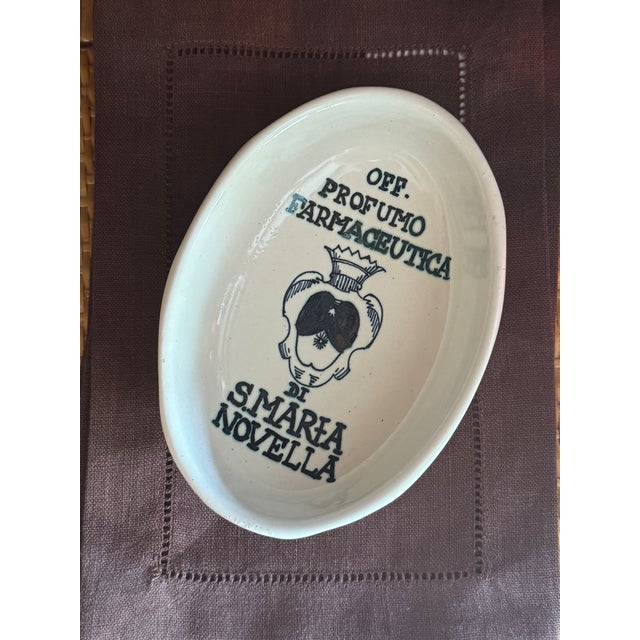 OFF.
PROFUMO
FARMACEUTICA
DI
S. MARIA
NOVELLA